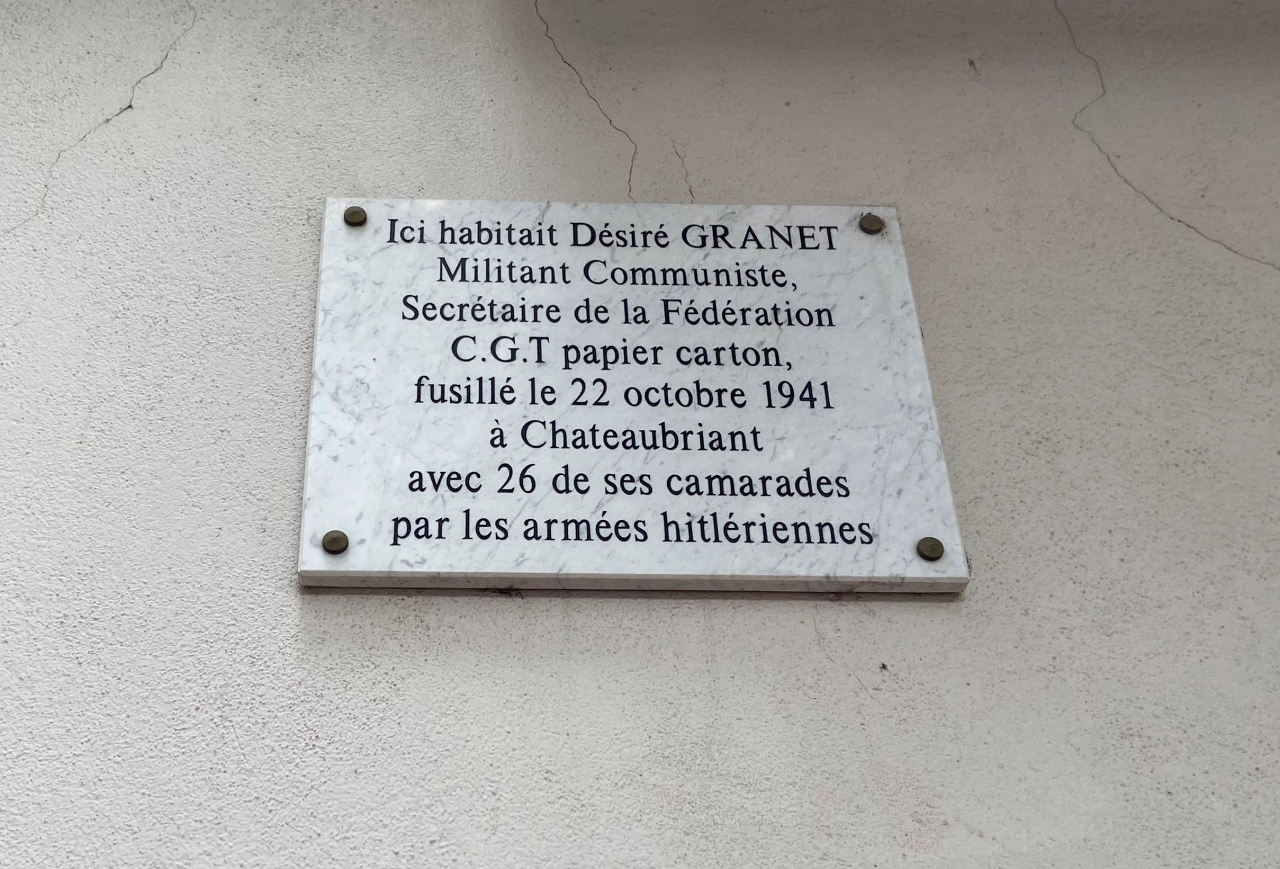 Ici habitait Désiré GRANET
Militant Communiste,
Secrétaire de la Fédération
C.G.T papier carton,
fusillé le 22 octobre 1941
à Chateaubriant
avec 26 de ses camarades
par les armées hitlériennes